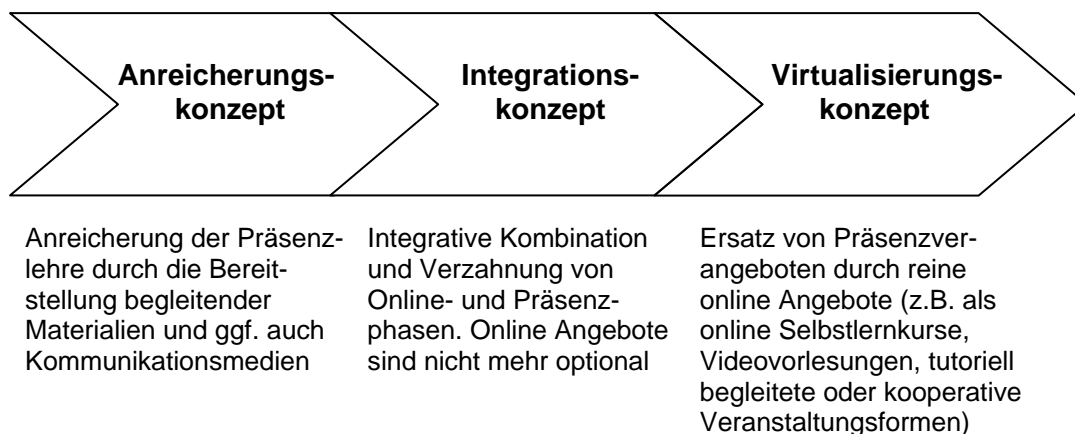 Anreicherungs-
konzept
Integrations-
konzept
Virtualisierungs-
konzept
Anreicherung der Präsenz-
lehre durch die Bereit-
stellung begleitender
Materialien und ggf. auch
Kommunikationsmedien
Integrative Kombination
und Verzahnung von
Online- und Präsenz-
phasen. Online Angebote
sind nicht mehr optional
Ersatz von Präsenzver-
angeboten durch reine
online Angebote (z.B. als
online Selbstlernkurse,
Videovorlesungen, tutoriell
begleitete oder kooperative
Veranstaltungsformen)